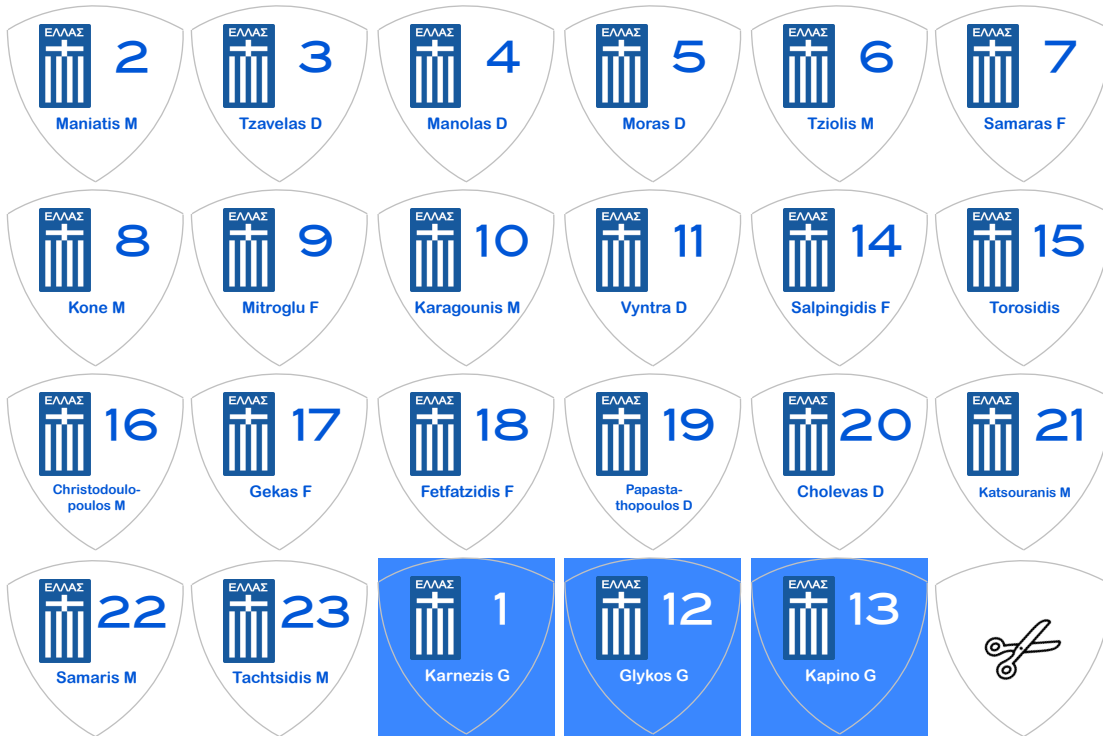 ΕΛΛΑΣ 2
Maniatis M
ΕΛΛΑΣ 3
Tzavelas D
ΕΛΛΑΣ 4
Manolas D
ΕΛΛΑΣ 5
Moras D
ΕΛΛΑΣ 6
Tziolis M
ΕΛΛΑΣ 7
Samaras F
ΕΛΛΑΣ 8
Kone M
ΕΛΛΑΣ 9
Mitroglu F
ΕΛΛΑΣ 10
Karagounis M
ΕΛΛΑΣ 11
Vyntra D
ΕΛΛΑΣ 14
Salpingidis F
ΕΛΛΑΣ 15
Torosidis
ΕΛΛΑΣ 16
Christodoulo-
poulos M
ΕΛΛΑΣ 17
Gekas F
ΕΛΛΑΣ 18
Fetfatzidis F
ΕΛΛΑΣ 19
Papasta-
thopoulos D
ΕΛΛΑΣ 20
Cholevas D
ΕΛΛΑΣ 21
Katsouranis M
ΕΛΛΑΣ 22
Samaris M
ΕΛΛΑΣ 23
Tachtsidis M
ΕΛΛΑΣ 1
Karnezis G
ΕΛΛΑΣ 12
Glykos G
ΕΛΛΑΣ 13
Kapino G